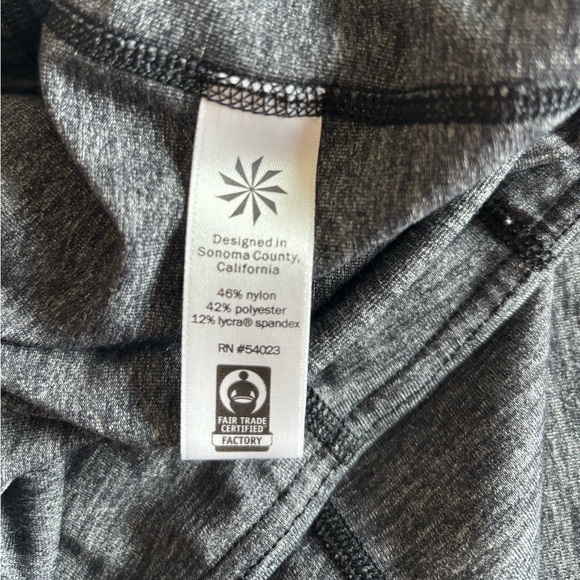 Designed in
Sonoma County,
California
46% nylon
42% polyester
12% lycra® spandex
RN #54023
FAIR TRADE
CERTIFIED
FACTORY